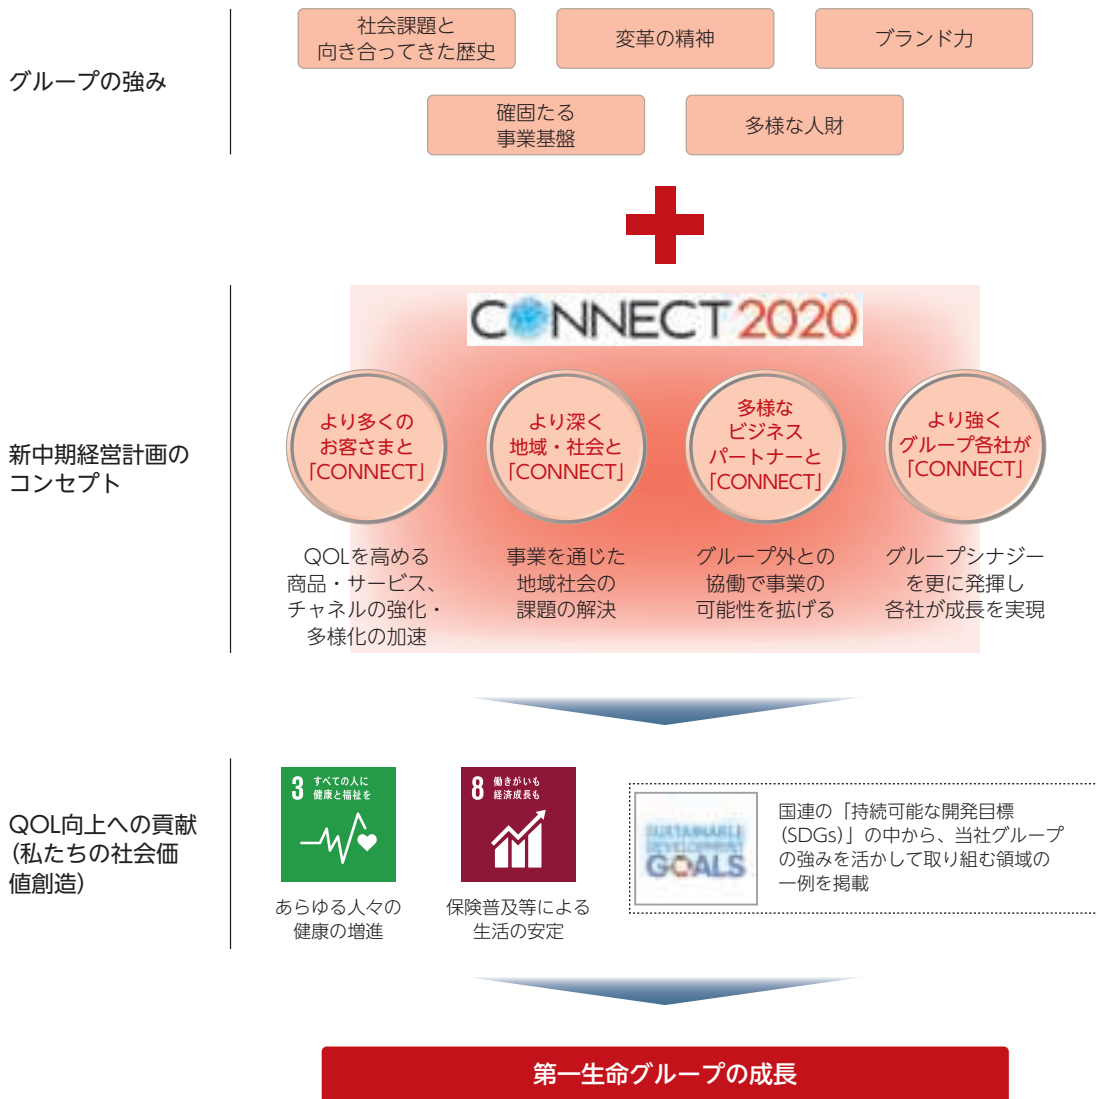 グループの強み
社会課題と
向き合ってきた歴史
変革の精神
ブランド力
確固たる
事業基盤
多様な人財
新中期経営計画の
コンセプト
CONNECT 2020
より多くの
お客さまと
「CONNECT」
より深く
地域・社会と
「CONNECT」
多様な
ビジネス
パートナーと
「CONNECT」
より強く
グループ各社が
「CONNECT」
QOLを高める
商品・サービス、
チャネルの強化・
多様化の加速
事業を通じた
地域社会の
課題の解決
グループ外との
協働で事業の
可能性を拡げる
グループシナジー
を更に発揮し
各社が成長を実現
QOL向上への貢献
（私たちの社会価
値創造）
3 すべての人に
健康と福祉を
あらゆる人々の
健康の増進
8 働きがいも
経済成長も
保険普及等による
生活の安定
SUSTAINABLE
DEVELOPMENT
GOALS
国連の「持続可能な開発目標
（SDGs）」の中から、当社グループ
の強みを活かして取り組む領域の
一例を掲載
第一生命グループの成長